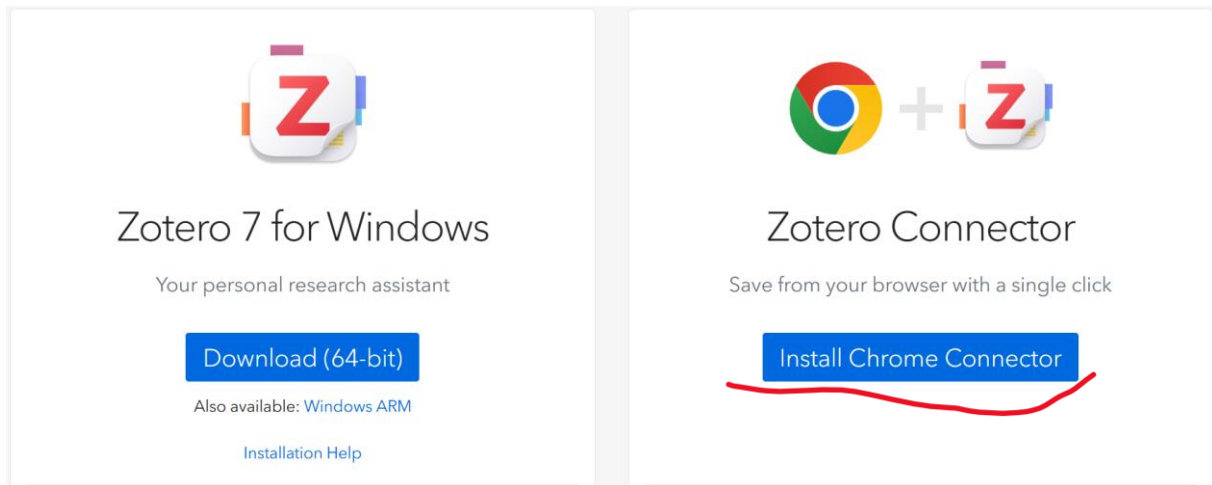 Z
Zotero 7 for Windows
Your personal research assistant
Download (64-bit)
Also available: Windows ARM
Installation Help
Z
Zotero Connector
Save from your browser with a single click
Install Chrome Connector